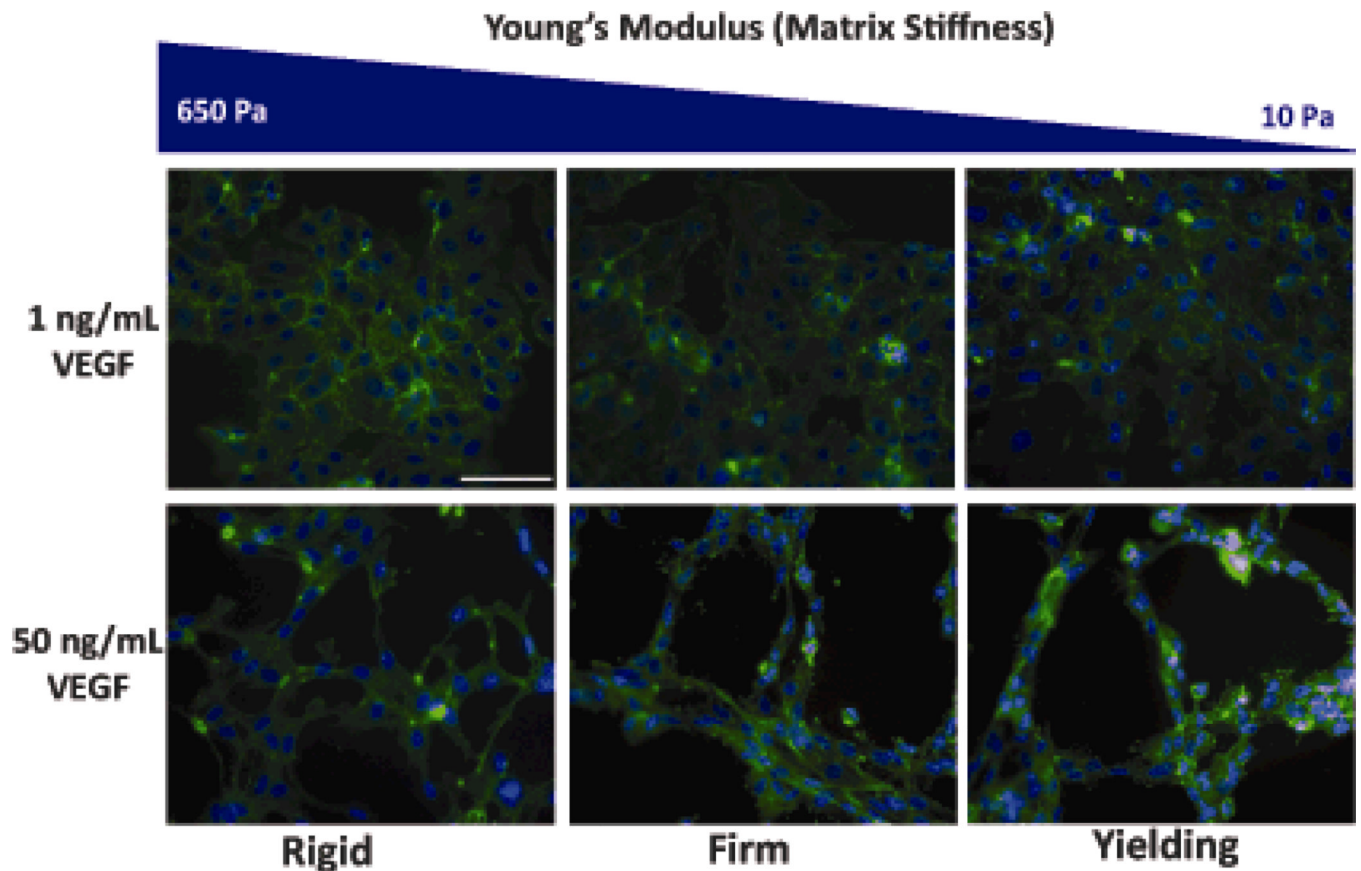 Young's Modulus (Matrix Stiffness)
650 Pa
10 Pa
1 ng/mL
VEGF
50 ng/mL
VEGF
Rigid
Firm
Yielding